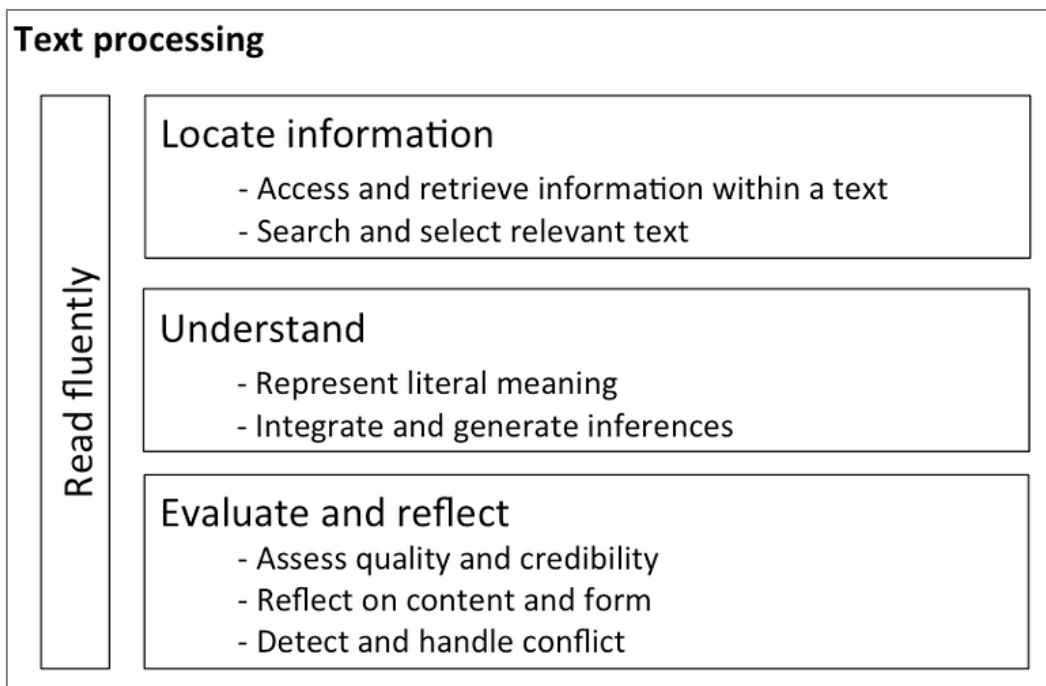 Text processing
Read fluently
Locate information
- Access and retrieve information within a text
- Search and select relevant text
Understand
- Represent literal meaning
- Integrate and generate inferences
Evaluate and reflect
- Assess quality and credibility
- Reflect on content and form
- Detect and handle conflict